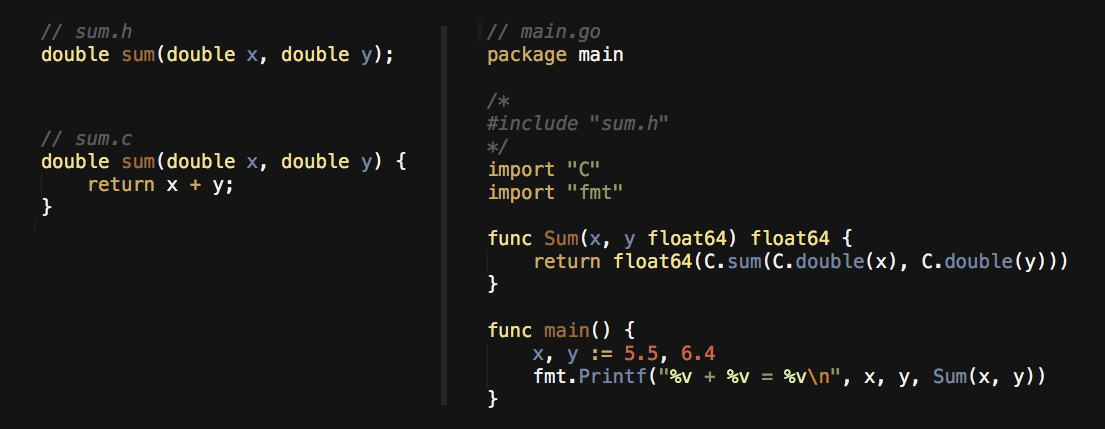 // sum.h
double sum(double x, double y);
// sum.c
double sum(double x, double y) {
    return x + y;
}
// main.go
package main
/*
#include "sum.h"
*/
import "C"
import "fmt"
func Sum(x, y float64) float64 {
    return float64(C.sum(C.double(x), C.double(y)))
}
func main() {
    x, y := 5.5, 6.4
    fmt.Printf("%v + %v = %v\n", x, y, Sum(x, y))
}